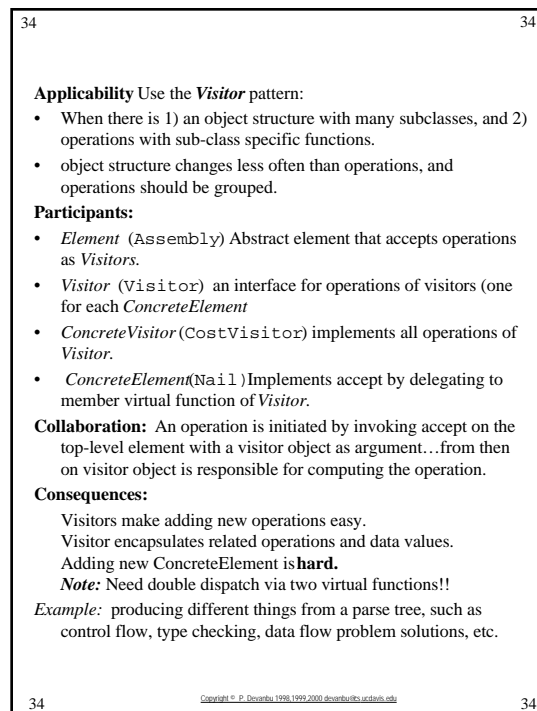 34 34
Applicability Use the Visitor pattern:
• When there is 1) an object structure with many subclasses, and 2)
operations with sub-class specific functions.
• object structure changes less often than operations, and
operations should be grouped.
Participants:
• Element (Assembly) Abstract element that accepts operations
as Visitors.
• Visitor (Visitor) an interface for operations of visitors (one
for each ConcreteElement
• ConcreteVisitor(CostVisitor) implements all operations of
Visitor.
• ConcreteElement(Nail)Implements accept by delegating to
member virtual function of Visitor.
Collaboration: An operation is initiated by invoking accept on the
top-level element with a visitor object as argument…from then
on visitor object is responsible for computing the operation.
Consequences:
Visitors make adding new operations easy.
Visitor encapsulates related operations and data values.
Adding new ConcreteElement is hard.
Note: Need double dispatch via two virtual functions!!
Example: producing different things from a parse tree, such as
control flow, type checking, data flow problem solutions, etc.
34 Copyright © P. Devanbu 1998,1999,2000 devanbu@cs.ucdavis.edu 34